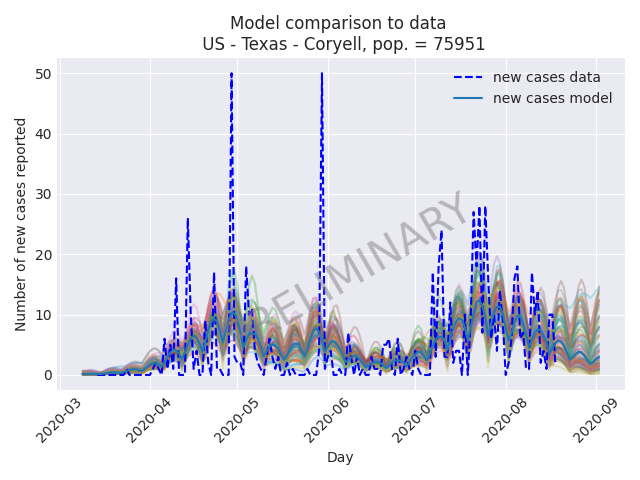 Model comparison to data
US - Texas - Coryell, pop. = 75951
Number of new cases reported
50
40
30
20
10
0
new cases data
new cases model
ELIMINARY
2020-03
2020-04
2020-05
2020-06
2020-07
2020-08
2020-09
Day